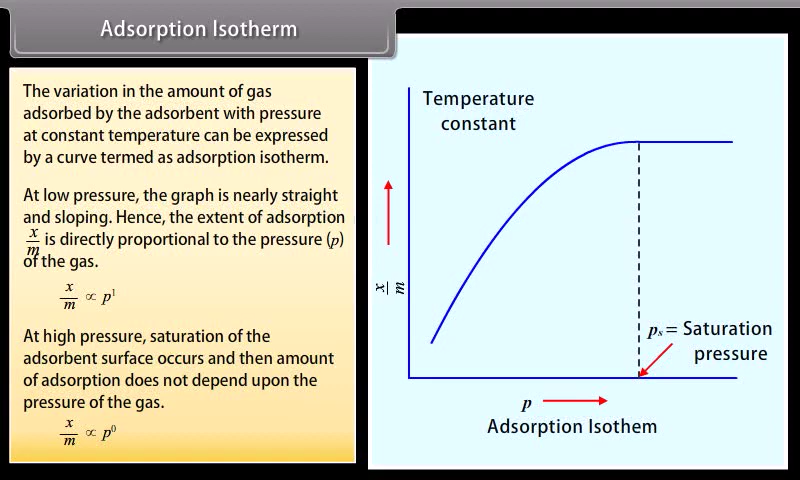 Adsorption Isotherm
The variation in the amount of gas
adsorbed by the adsorbent with pressure
at constant temperature can be expressed
by a curve termed as adsorption isotherm.
At low pressure, the graph is nearly straight
and sloping. Hence, the extent of adsorption
x/m is directly proportional to the pressure (p)
of the gas.
x/m ∝ p¹
At high pressure, saturation of the
adsorbent surface occurs and then amount
of adsorption does not depend upon the
pressure of the gas.
x/m ∝ p⁰
Temperature
constant
x/m
pₛ = Saturation
pressure
p
Adsorption Isothem